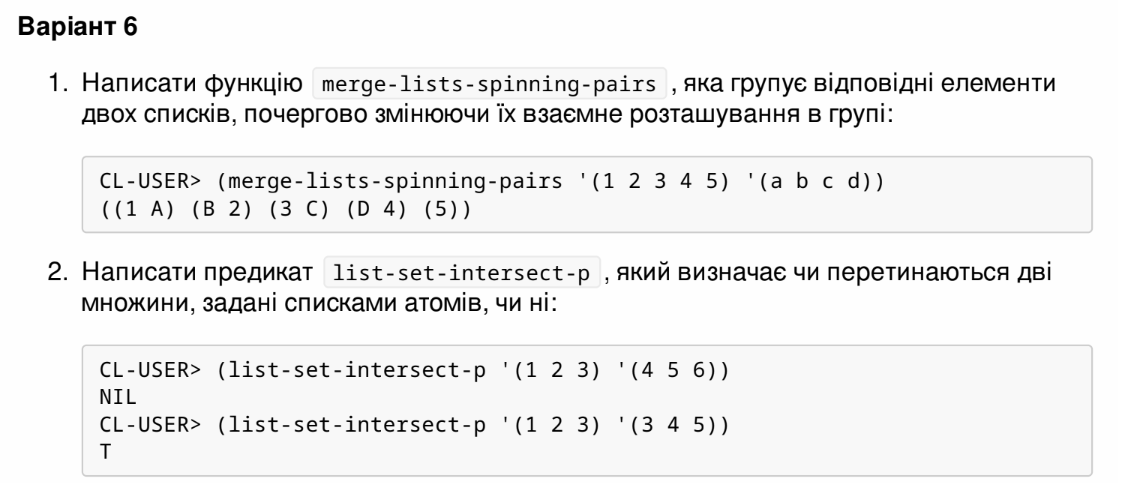 Варіант 6
1. Написати функцію merge-lists-spinning-pairs , яка групує відповідні елементи
двох списків, почергово змінюючи їх взаємне розташування в групі:
CL-USER> (merge-lists-spinning-pairs '(1 2 3 4 5) '(a b c d))
((1 A) (B 2) (3 C) (D 4) (5))
2. Написати предикат list-set-intersect-p , який визначає чи перетинаються дві
множини, задані списками атомів, чи ні:
CL-USER> (list-set-intersect-p '(1 2 3) '(4 5 6))
NIL
CL-USER> (list-set-intersect-p '(1 2 3) '(3 4 5))
T